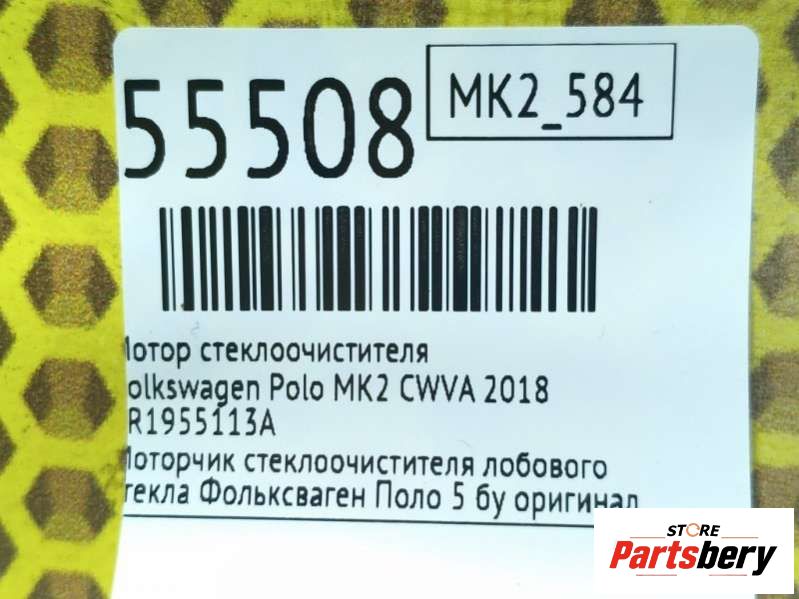 55508
MK2_584
Мотор стеклоочистителя
Volkswagen Polo MK2 CWVA 2018
R1955113A
Моторчик стеклоочистителя лобового
стекла Фольксваген Поло 5 бу оригинал
STORE
Partsbery